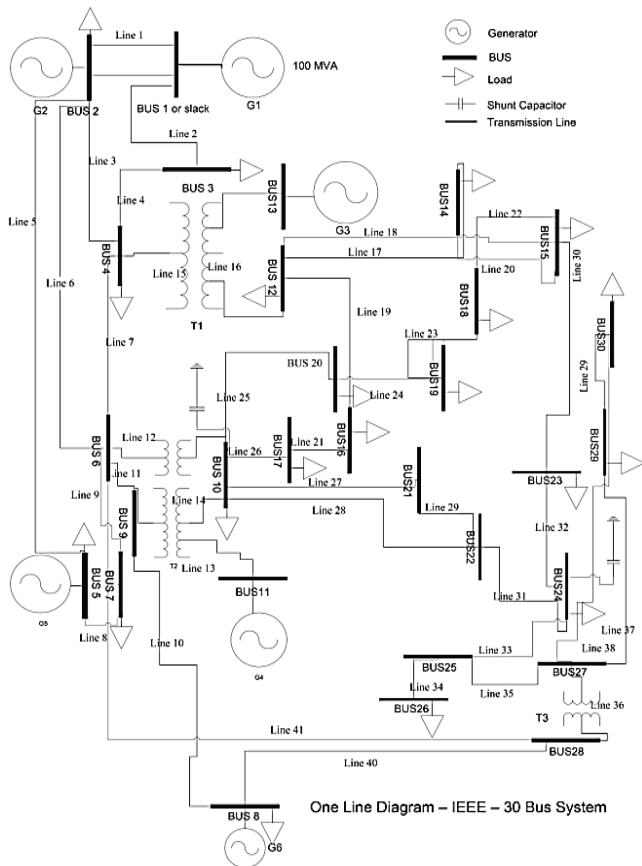 Line 1
G2
BUS 2
BUS 1 or slack
G1
100 MVA
Generator
BUS
Load
Shunt Capacitor
Transmission Line
Line 2
Line 3
Line 4
Line 5
Line 6
BUS 3
BUS13
G3
BUS14
Line 22
BUS15
Line 18
Line 17
Line 20
Line 30
BUS 4
Line 15
Line 16
BUS 12
T1
Line 19
BUS18
Line 7
Line 23
BUS 20
BUS19
Line 24
BUS30
Line 29
Line 25
BUS 6
Line 12
Line 26
BUS 10
BUS17
Line 21
BUS16
BUS29
Line 11
Line 9
Line 14
Line 27
Line 28
BUS21
BUS23
BUS 9
Line 29
BUS22
Line 32
T2
Line 13
BUS11
Line 31
BUS24
G5
BUS 5
BUS 7
Line 8
Line 10
G4
Line 37
Line 38
Line 33
BUS25
BUS27
Line 34
Line 35
BUS26
T3
Line 36
Line 41
BUS28
Line 40
BUS 8
G6
One Line Diagram – IEEE – 30 Bus System